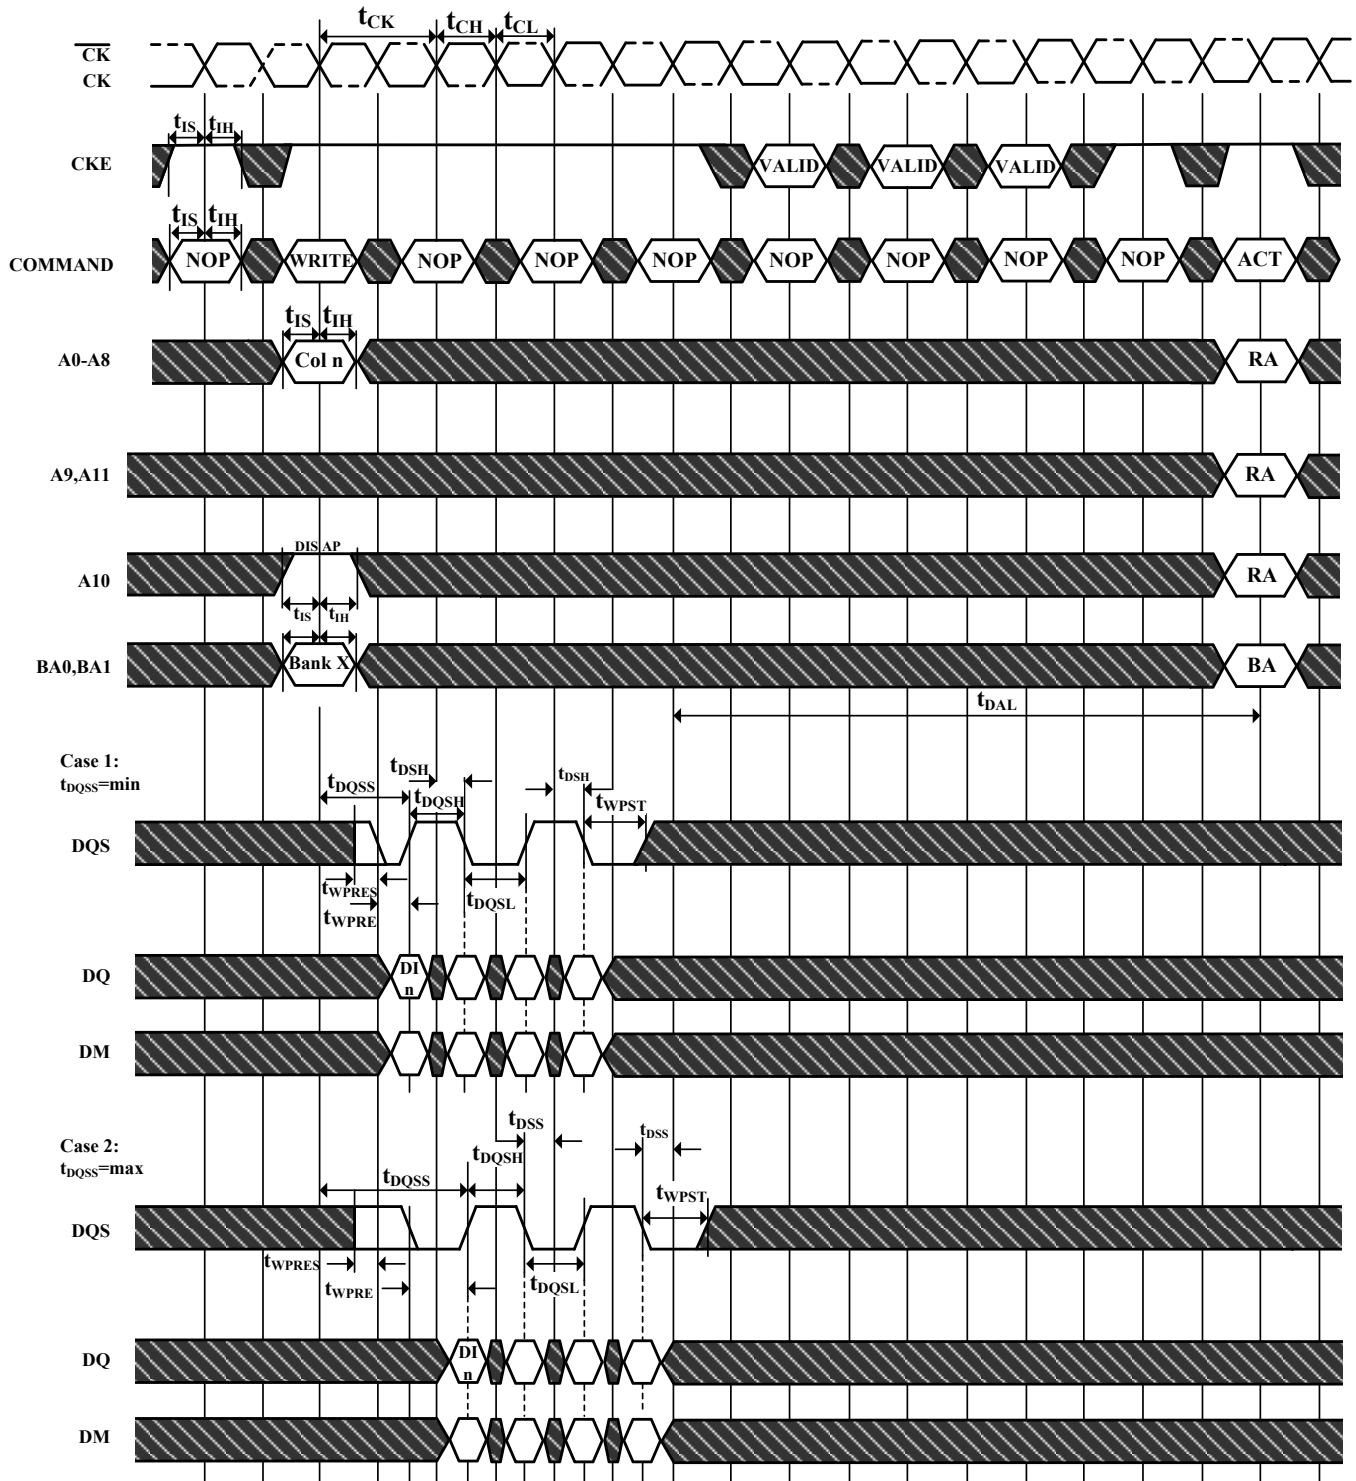 tCK tCH tCL
CK
CK
tIS tIH
CKE VALID VALID VALID
tIS tIH
COMMAND NOP WRITE NOP NOP NOP NOP NOP NOP NOP ACT
tIS tIH
A0-A8 Col n RA
A9,A11 RA
DIS AP
A10 RA
tIS tIH
BA0,BA1 Bank X BA
tDAL
Case 1:
tDQSS=min
tDSH tDSH
tDQSS tDQSH tWPST
DQS
tWPRES tDQSL
tWPRE
DQ DI n
DM
Case 2:
tDQSS=max
tDSS tDSS
tDQSS tDQSH tWPST
DQS
tWPRES tDQSL
tWPRE
DQ DI n
DM